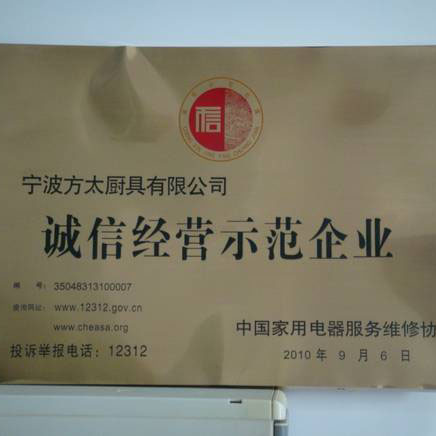 信
宁波方太厨具有限公司
诚信经营示范企业
编 号：35048313100007
查询网址：www.12312.gov.cn
www.cheasa.org
投诉举报电话：12312
中国家用电器服务维修协
2010 年 9 月 6 日